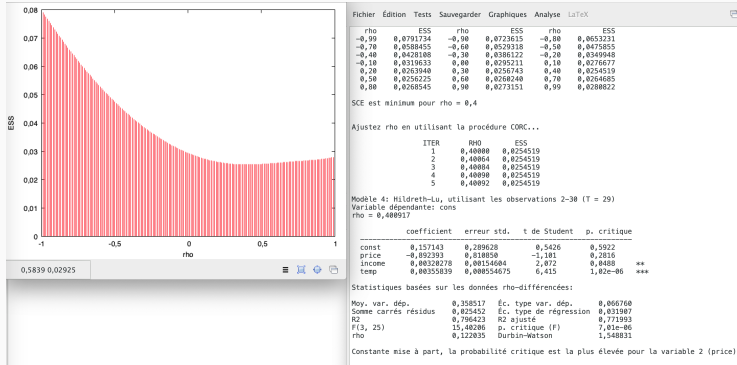 0,08
0,07
0,06
0,05
0,04
0,03
0,02
0,01
0
ESS
-1
-0,5
0
0,5
1
rho
0,5839 0,02925
Fichier Édition Tests Sauvegarder Graphiques Analyse LaTeX
rho ESS rho ESS rho ESS
-0,99 0,0791734 -0,90 0,0723615 -0,80 0,0653231
-0,70 0,0588455 -0,60 0,0529318 -0,50 0,0475855
-0,40 0,0428108 -0,30 0,0386122 -0,20 0,0349948
-0,10 0,0319633 0,00 0,0295211 0,10 0,0276677
0,20 0,0263940 0,30 0,0256743 0,40 0,0254519
0,50 0,0256225 0,60 0,0260240 0,70 0,0264685
0,80 0,0268545 0,90 0,0273151 0,99 0,0280822
SCE est minimum pour rho = 0,4
Ajustez rho en utilisant la procédure CORC...
ITER RHO ESS
1 0,40000 0,0254519
2 0,40064 0,0254519
3 0,40084 0,0254519
4 0,40090 0,0254519
5 0,40092 0,0254519
Modèle 4: Hildreth-Lu, utilisant les observations 2-30 (T = 29)
Variable dépendante: cons
rho = 0,400917
coefficient erreur std. t de Student p. critique
const 0,157143 0,289628 0,5426 0,5922
price -0,892393 0,810850 -1,101 0,2816
income 0,00320278 0,00154604 2,072 0,0488 **
temp 0,00355839 0,000554675 6,415 1,02e-06 ***
Statistiques basées sur les données rho-différencées:
Moy. var. dép. 0,358517 Éc. type var. dép. 0,066760
Somme carrés résidus 0,025452 Éc. type de régression 0,031907
R2 0,796423 R2 ajusté 0,771993
F(3, 25) 15,40206 p. critique (F) 7,01e-06
rho 0,122035 Durbin-Watson 1,548831
Constante mise à part, la probabilité critique est la plus élevée pour la variable 2 (price)